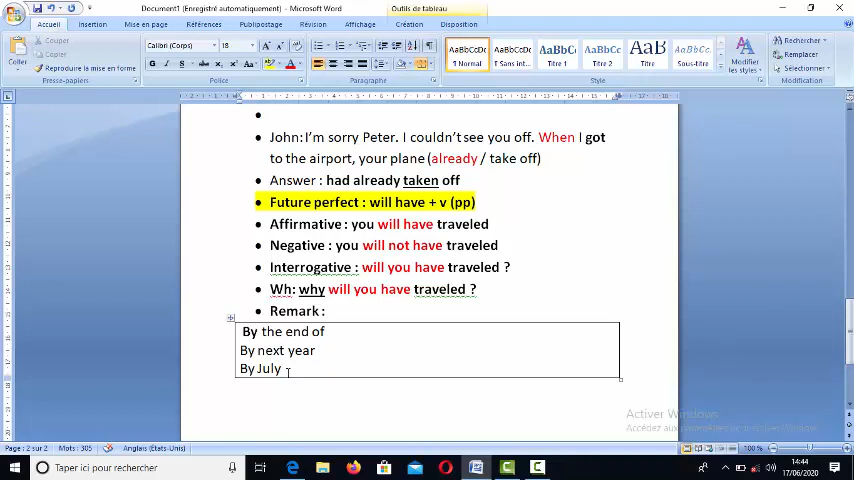 Document1 (Enregistré automatiquement) - Microsoft Word
Outils de tableau
Accueil Insertion Mise en page Références Publipostage Révision Affichage Création Disposition
Couper
Copier
Reproduire la mise en forme
Coller
Presse-papiers
Calibri (Corps) 18
Police
Paragraphe
AaBbCcDc AaBbCcDc AaBbCc AaBbCc AaB AaBbCc
¶ Normal ¶ Sans int... Titre 1 Titre 2 Titre Sous-titre
Modifier les styles
Style
Rechercher
Remplacer
Sélectionner
Modification
John: I'm sorry Peter. I couldn't see you off. When I got
to the airport, your plane (already / take off)
Answer : had already taken off
Future perfect : will have + v (pp)
Affirmative : you will have traveled
Negative : you will not have traveled
Interrogative : will you have traveled ?
Wh: why will you have traveled ?
Remark :
By the end of
By next year
By July
Activer Windows
Accédez aux paramètres
Page : 2 sur 2 Mots : 305 Anglais (États-Unis) 100 %
Taper ici pour rechercher
14:44
17/06/2020